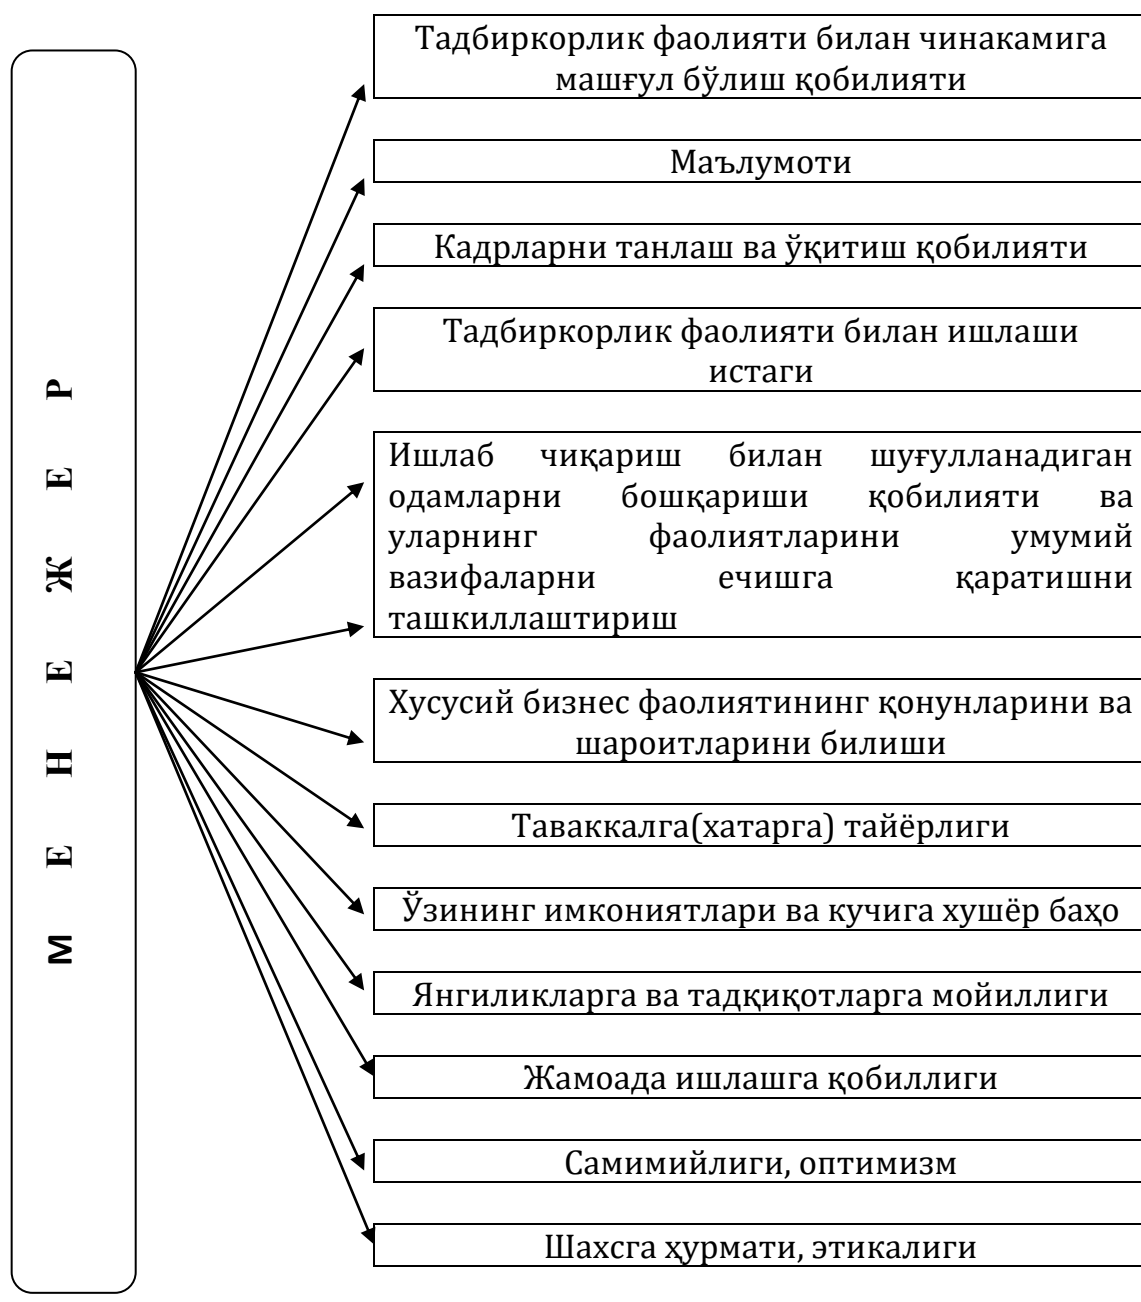 М Е Н Е Ж Е Р
Тадбиркорлик фаолияти билан чинакамига
машғул бўлиш қобилияти
Маълумоти
Кадрларни танлаш ва ўқитиш қобилияти
Тадбиркорлик фаолияти билан ишлаши
истаги
Ишлаб чиқариш билан шуғулланадиган
одамларни бошқариши қобилияти ва
уларнинг фаолиятларини умумий
вазифаларни ечишга қаратишни
ташкиллаштириш
Хусусий бизнес фаолиятининг қонунларини ва
шароитларини билиши
Таваккалга(хатарга) тайёрлиги
Ўзининг имкониятлари ва кучига хушёр баҳо
Янгиликларга ва тадқиқотларга мойиллиги
Жамоада ишлашга қобиллиги
Самимийлиги, оптимизм
Шахсга ҳурмати, этикалиги